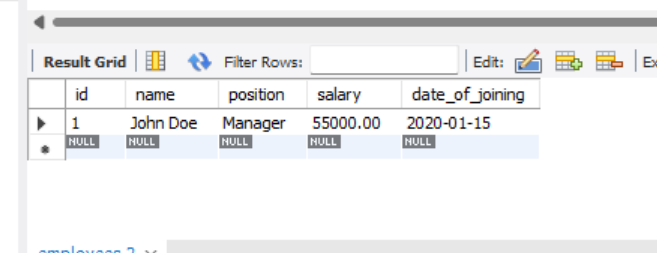 Result Grid Filter Rows: Edit:
id name position salary date_of_joining
1 John Doe Manager 55000.00 2020-01-15
NULL NULL NULL NULL NULL